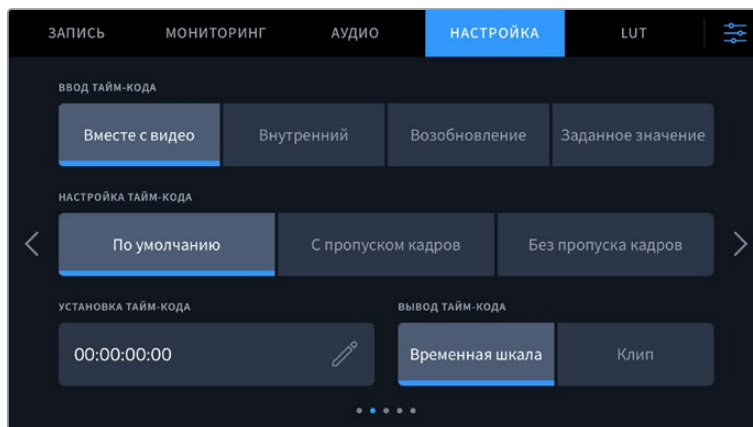 ЗАПИСЬ МОНИТОРИНГ АУДИО НАСТРОЙКА LUT
ВВОД ТАЙМ-КОДА
Вместе с видео Внутренний Возобновление Заданное значение
НАСТРОЙКА ТАЙМ-КОДА
По умолчанию С пропуском кадров Без пропуска кадров
УСТАНОВКА ТАЙМ-КОДА ВЫВОД ТАЙМ-КОДА
00:00:00:00 Временная шкала Клип